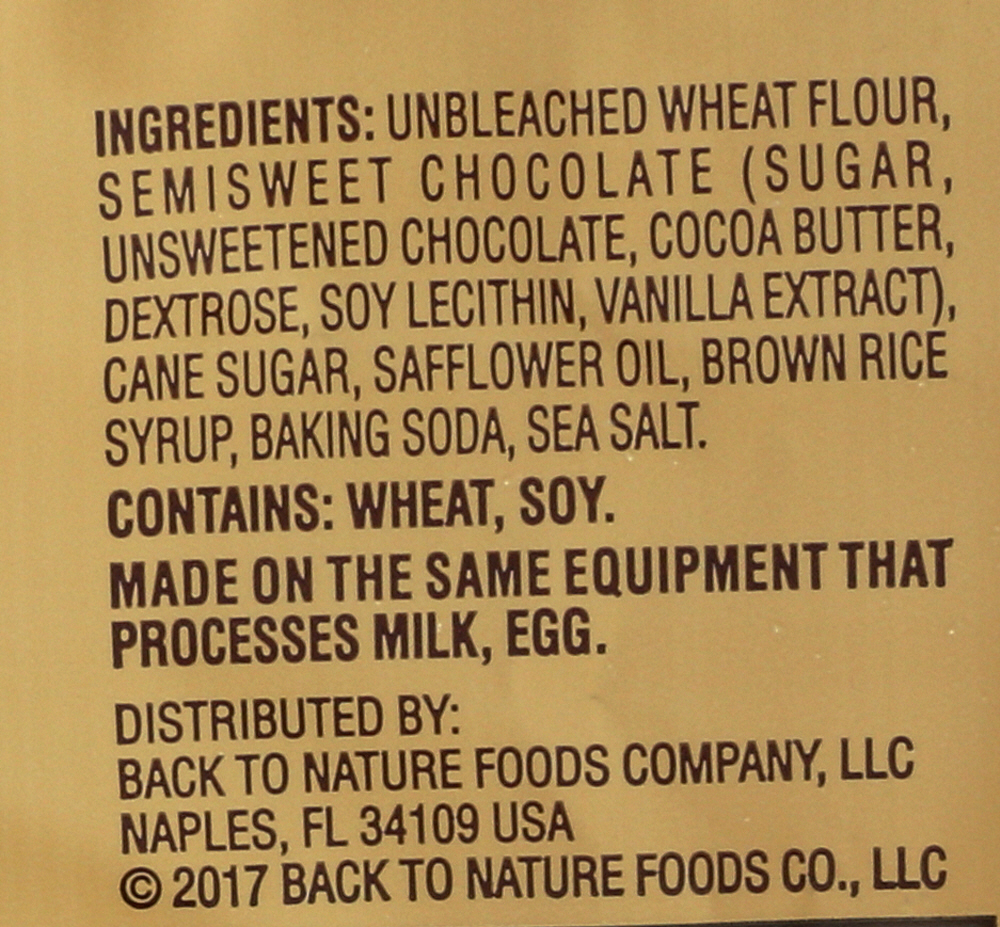 INGREDIENTS: UNBLEACHED WHEAT FLOUR,
SEMISWEET CHOCOLATE (SUGAR,
UNSWEETENED CHOCOLATE, COCOA BUTTER,
DEXTROSE, SOY LECITHIN, VANILLA EXTRACT),
CANE SUGAR, SAFFLOWER OIL, BROWN RICE
SYRUP, BAKING SODA, SEA SALT.
CONTAINS: WHEAT, SOY.
MADE ON THE SAME EQUIPMENT THAT
PROCESSES MILK, EGG.
DISTRIBUTED BY:
BACK TO NATURE FOODS COMPANY, LLC
NAPLES, FL 34109 USA
© 2017 BACK TO NATURE FOODS CO., LLC